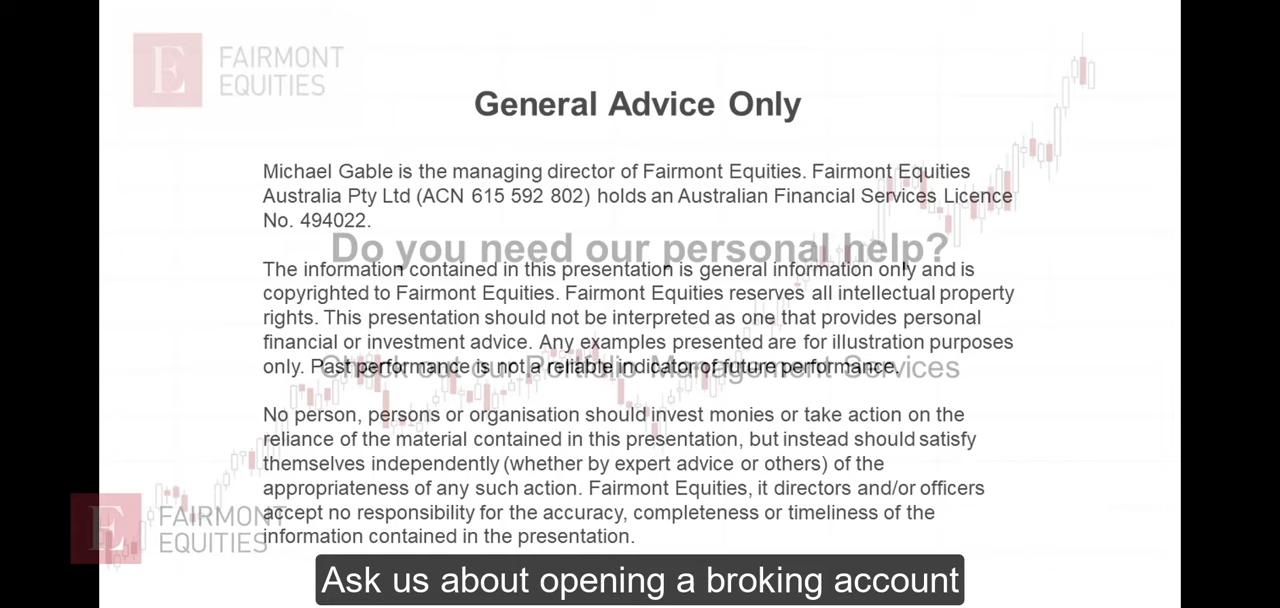 E
FAIRMONT
EQUITIES
General Advice Only
Michael Gable is the managing director of Fairmont Equities. Fairmont Equities
Australia Pty Ltd (ACN 615 592 802) holds an Australian Financial Services Licence
No. 494022.
Do you need our personal help?
The information contained in this presentation is general information only and is
copyrighted to Fairmont Equities. Fairmont Equities reserves all intellectual property
rights. This presentation should not be interpreted as one that provides personal
financial or investment advice. Any examples presented are for illustration purposes
only. Past performance is not a reliable indicator of future performance.
Check out our Portfolio Management Services
No person, persons or organisation should invest monies or take action on the
reliance of the material contained in this presentation, but instead should satisfy
themselves independently (whether by expert advice or others) of the
appropriateness of any such action. Fairmont Equities, it directors and/or officers
accept no responsibility for the accuracy, completeness or timeliness of the
information contained in the presentation.
E
FAIRMONT
EQUITIES
Ask us about opening a broking account